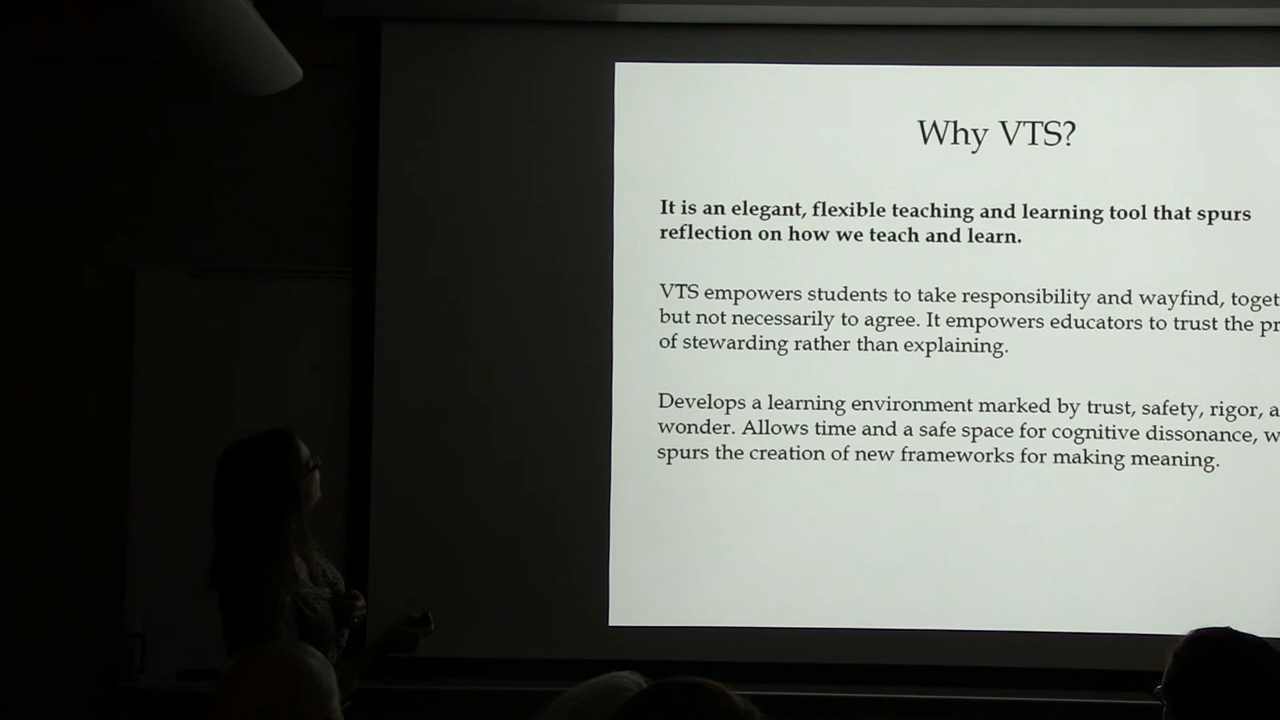 Why VTS?
It is an elegant, flexible teaching and learning tool that spurs
reflection on how we teach and learn.
VTS empowers students to take responsibility and wayfind,
but not necessarily to agree. It empowers educators to trust the
of stewarding rather than explaining.
Develops a learning environment marked by trust, safety, rigor,
wonder. Allows time and a safe space for cognitive dissonance,
spurs the creation of new frameworks for making meaning.